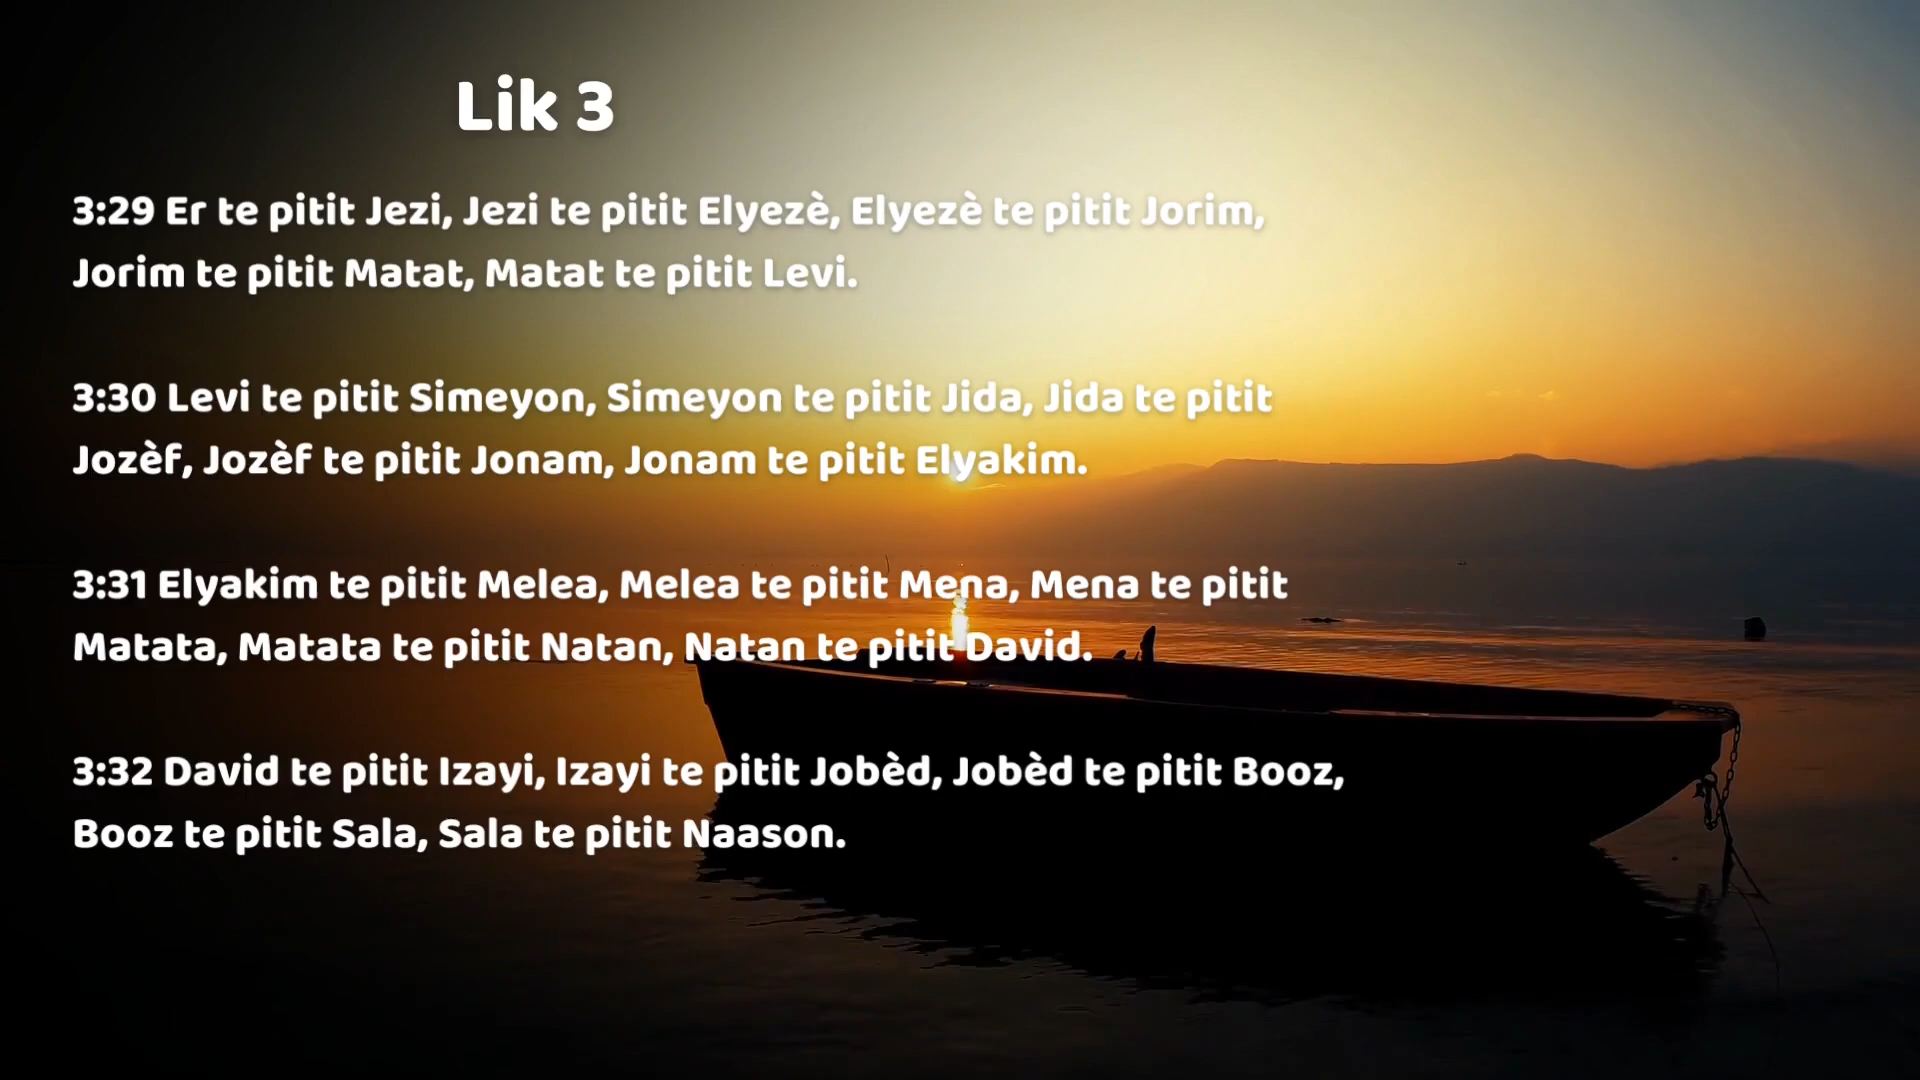 Lik 3
3:29 Er te pitit Jezi, Jezi te pitit Elyezè, Elyezè te pitit Jorim,
Jorim te pitit Matat, Matat te pitit Levi.
3:30 Levi te pitit Simeyon, Simeyon te pitit Jida, Jida te pitit
Jozèf, Jozèf te pitit Jonam, Jonam te pitit Elyakim.
3:31 Elyakim te pitit Melea, Melea te pitit Mena, Mena te pitit
Matata, Matata te pitit Natan, Natan te pitit David.
3:32 David te pitit Izayi, Izayi te pitit Jobèd, Jobèd te pitit Booz,
Booz te pitit Sala, Sala te pitit Naason.